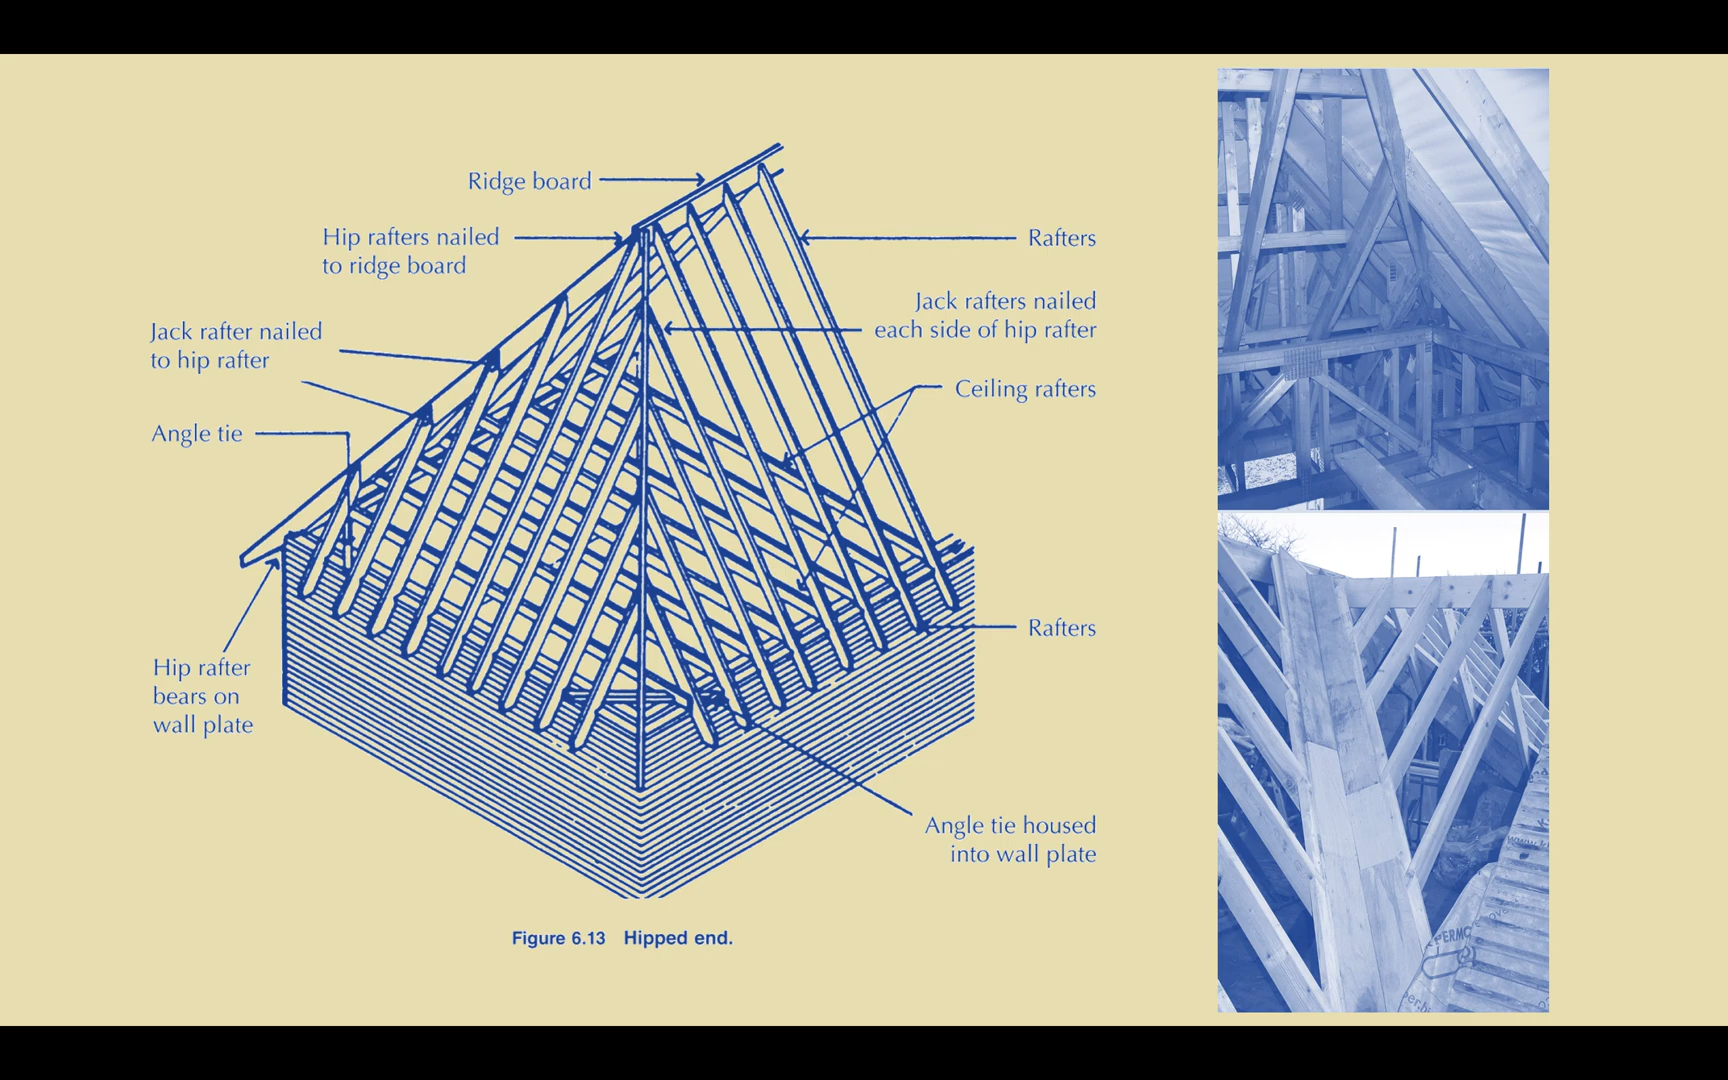 Ridge board
Hip rafters nailed
to ridge board
Rafters
Jack rafters nailed
each side of hip rafter
Jack rafter nailed
to hip rafter
Ceiling rafters
Angle tie
Rafters
Hip rafter
bears on
wall plate
Angle tie housed
into wall plate
Figure 6.13 Hipped end.